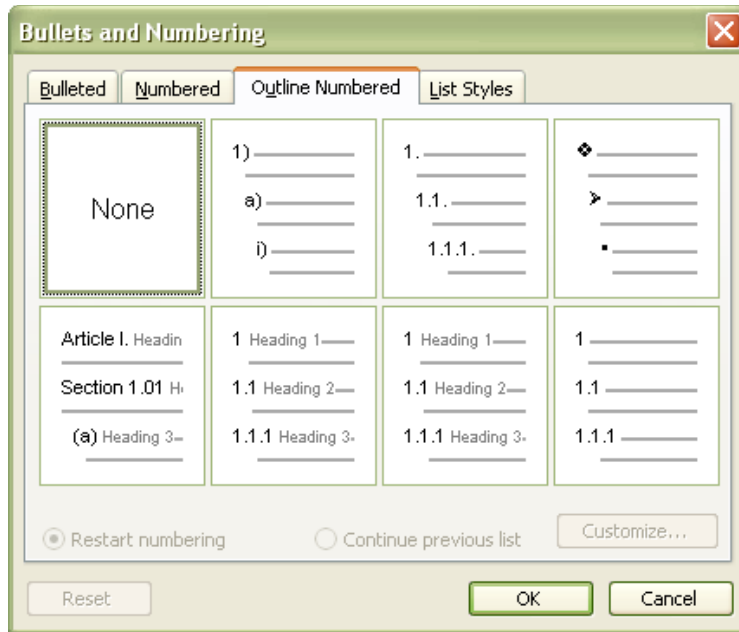 Bullets and Numbering
Bulleted Numbered Outline Numbered List Styles
None
1)
a)
i)
1.
1.1.
1.1.1.
Article I. Headin
Section 1.01 H
(a) Heading 3
1 Heading 1
1.1 Heading 2
1.1.1 Heading 3
1 Heading 1
1.1 Heading 2
1.1.1 Heading 3
1
1.1
1.1.1
Restart numbering Continue previous list Customize...
Reset OK Cancel